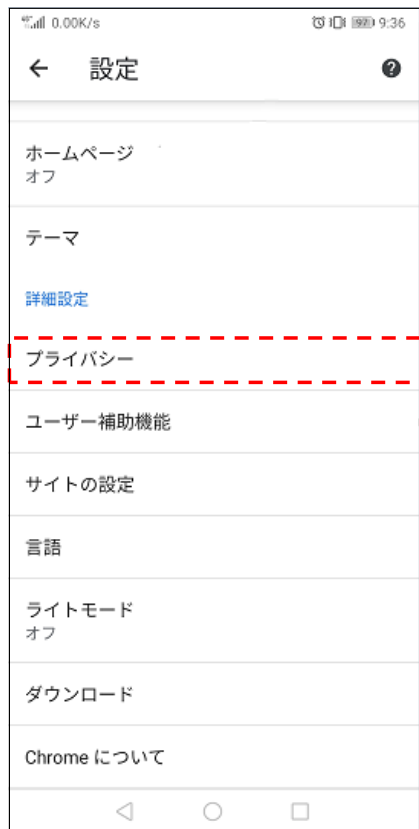 0.00K/s 92 9:36
設定
ホームページ
オフ
テーマ
詳細設定
プライバシー
ユーザー補助機能
サイトの設定
言語
ライトモード
オフ
ダウンロード
Chrome について